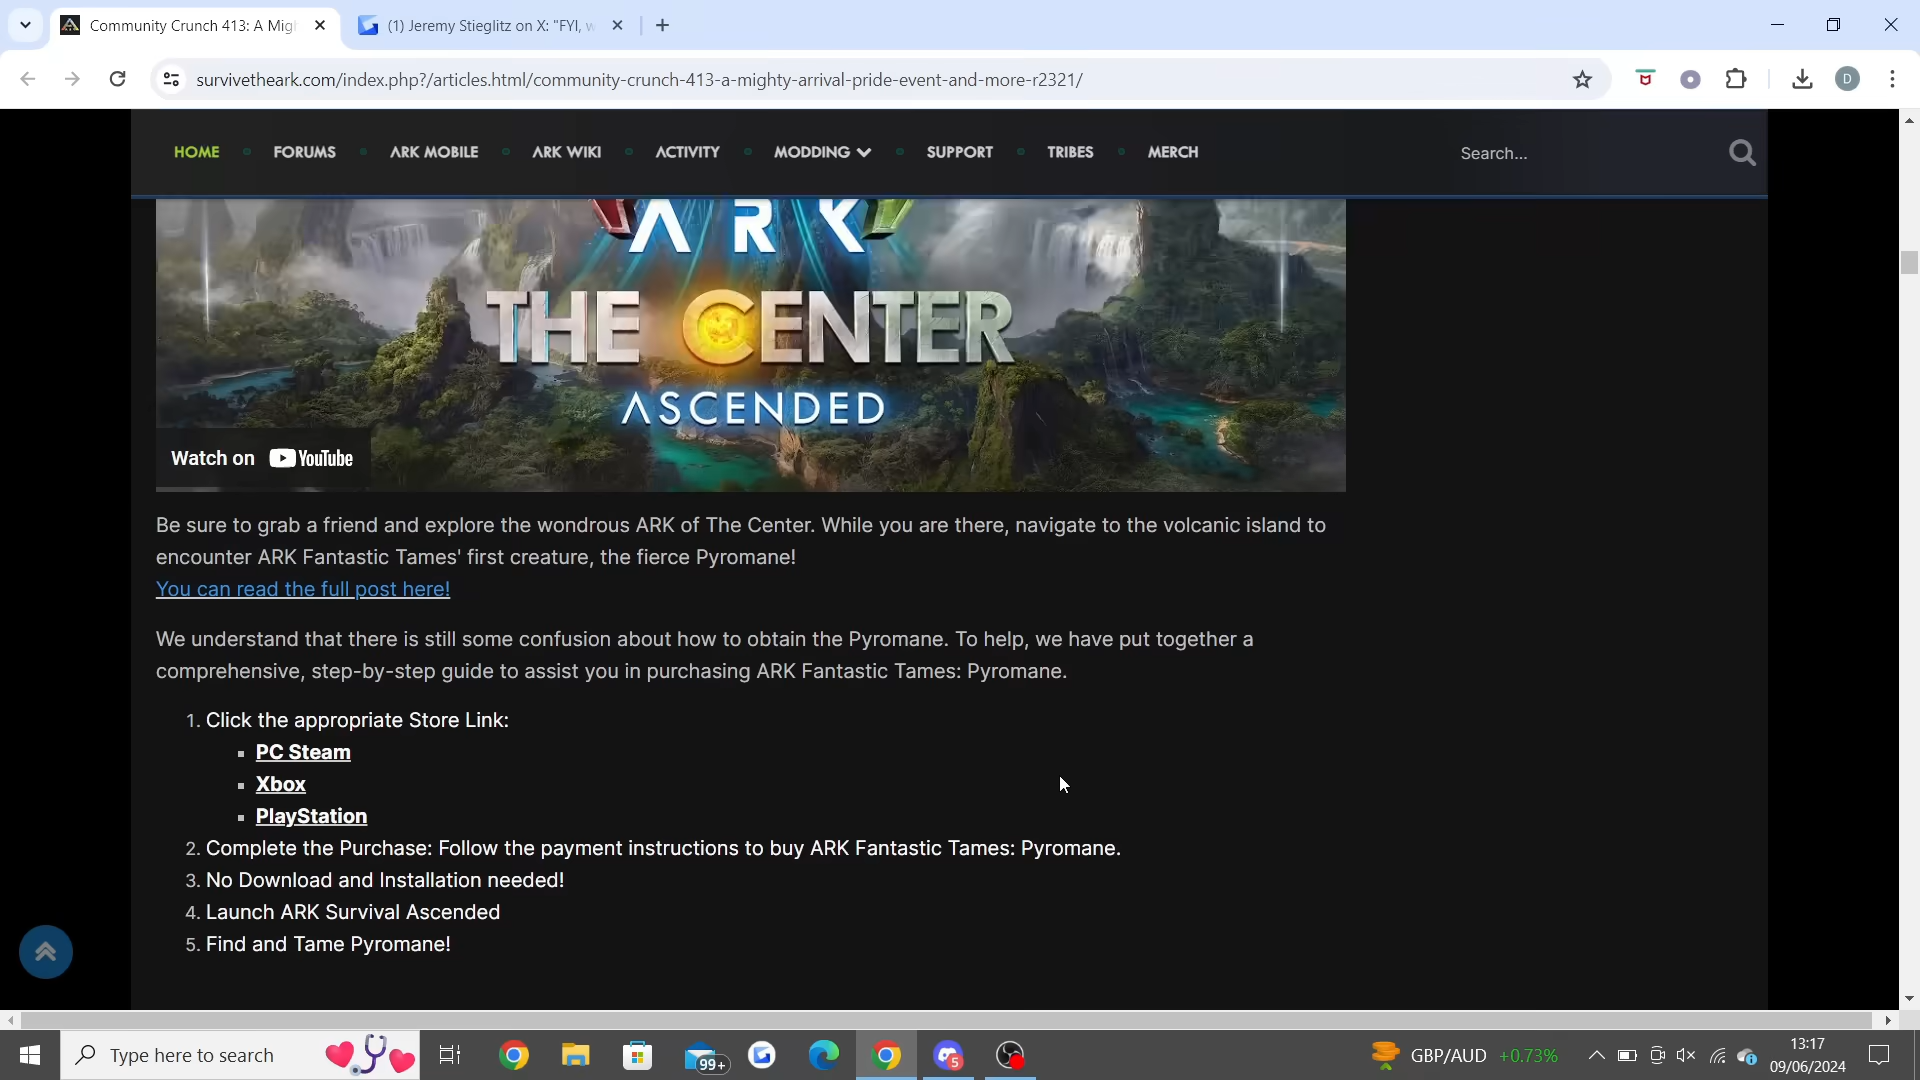 Community Crunch 413: A Migh
(1) Jeremy Stieglitz on X: "FYI, w
survivetheark.com/index.php?/articles.html/community-crunch-413-a-mighty-arrival-pride-event-and-more-r2321/
D
HOME FORUMS ARK MOBILE ARK WIKI ACTIVITY MODDING SUPPORT TRIBES MERCH Search...
ARK
THE CENTER
ASCENDED
Watch on YouTube
Be sure to grab a friend and explore the wondrous ARK of The Center. While you are there, navigate to the volcanic island to
encounter ARK Fantastic Tames' first creature, the fierce Pyromane!
You can read the full post here!
We understand that there is still some confusion about how to obtain the Pyromane. To help, we have put together a
comprehensive, step-by-step guide to assist you in purchasing ARK Fantastic Tames: Pyromane.
1. Click the appropriate Store Link:
PC Steam
Xbox
PlayStation
2. Complete the Purchase: Follow the payment instructions to buy ARK Fantastic Tames: Pyromane.
3. No Download and Installation needed!
4. Launch ARK Survival Ascended
5. Find and Tame Pyromane!
Type here to search
99+
5
GBP/AUD +0.73%
13:17
09/06/2024